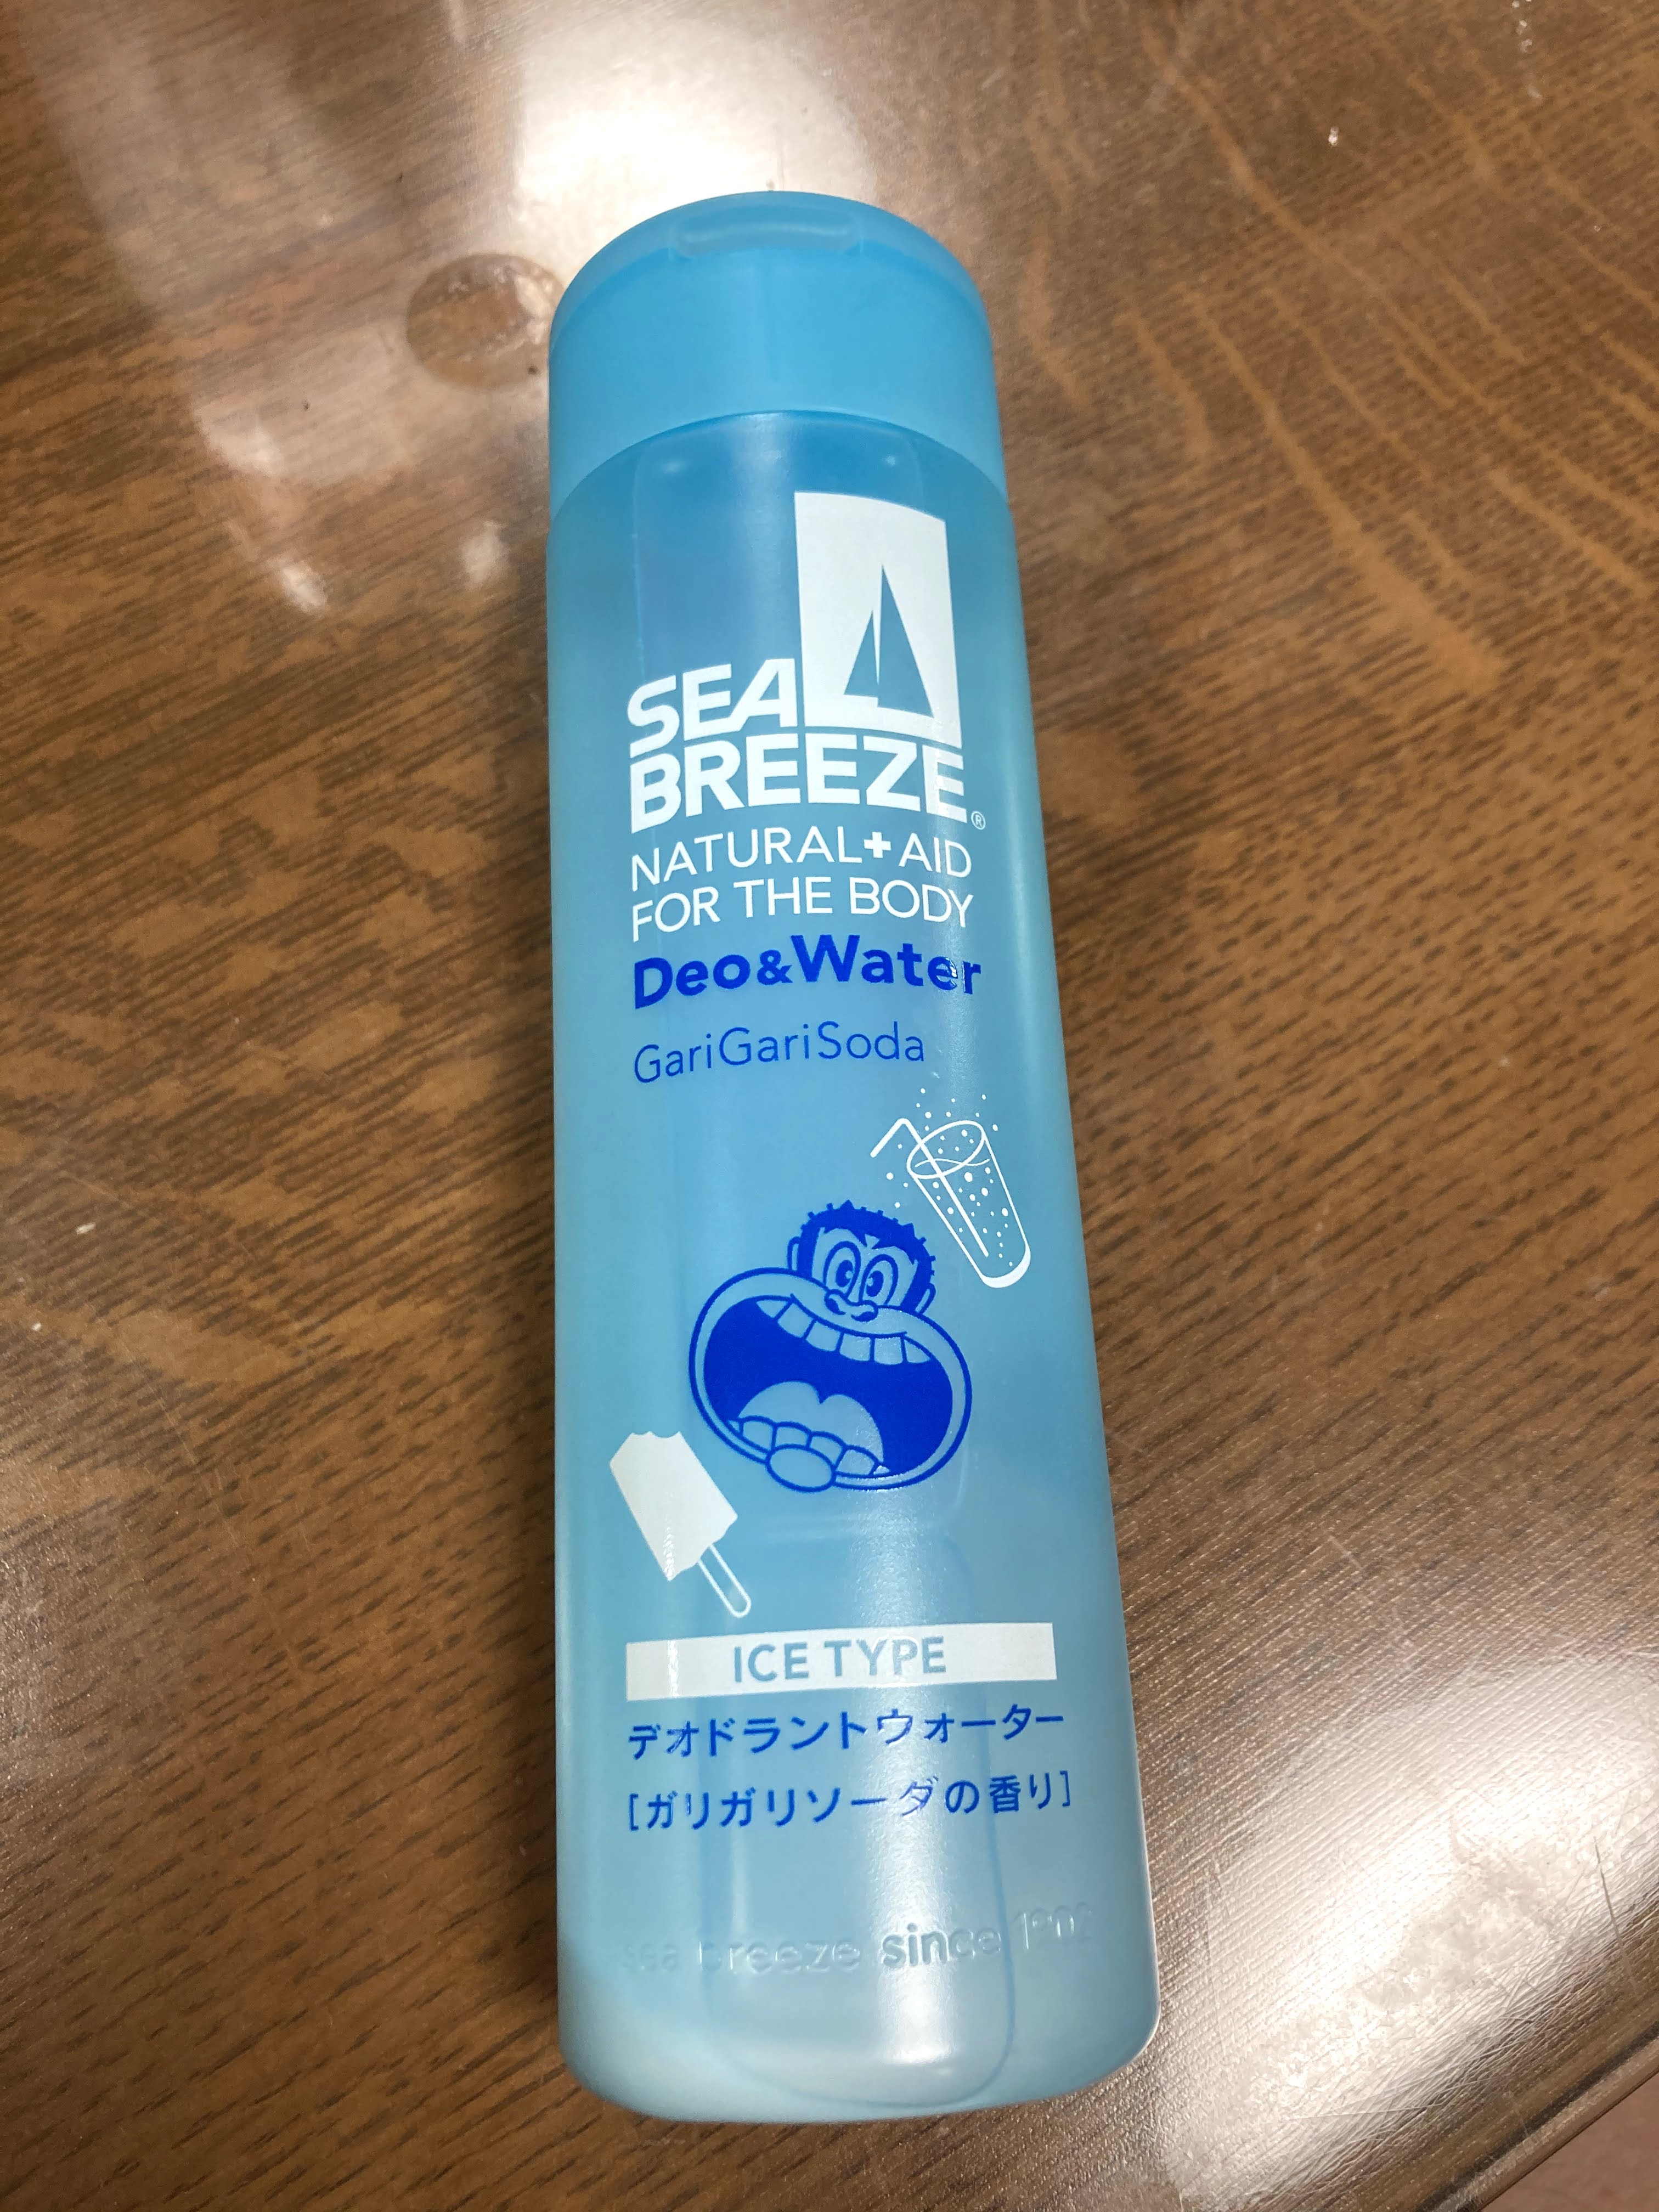 SEA
BREEZE®
NATURAL+AID
FOR THE BODY
Deo&Water
GariGariSoda
ICE TYPE
デオドラントウォーター
[ガリガリソーダの香り]
sea breeze since 1902